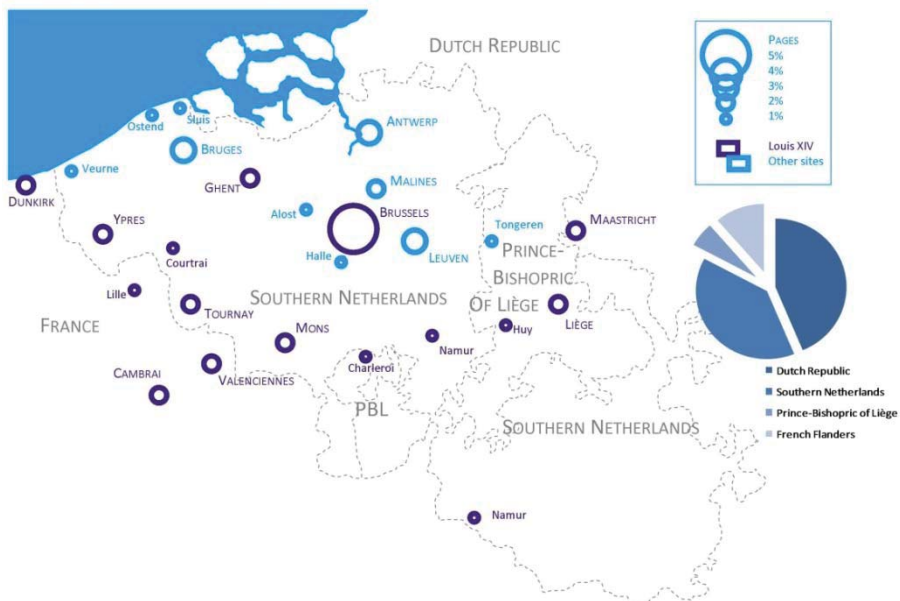 DUTCH REPUBLIC
PAGES
5%
4%
3%
2%
1%
Louis XIV
Other sites
Ostend
Sluis
ANTWERP
BRUGES
Veurne
GHENT
MALINES
DUNKIRK
Alost
BRUSSELS
YPRES
MAASTRICHT
Tongeren
Courtrai
Halle
LEUVEN
PRINCE-
BISHOPRIC
OF LIÈGE
Lille
SOUTHERN NETHERLANDS
TOURNAY
LIÈGE
FRANCE
MONS
Huy
Namur
Charleroi
CAMBRAI
VALENCIENNES
PBL
SOUTHERN NETHERLANDS
Namur
Dutch Republic
Southern Netherlands
Prince-Bishopric of Liège
French Flanders